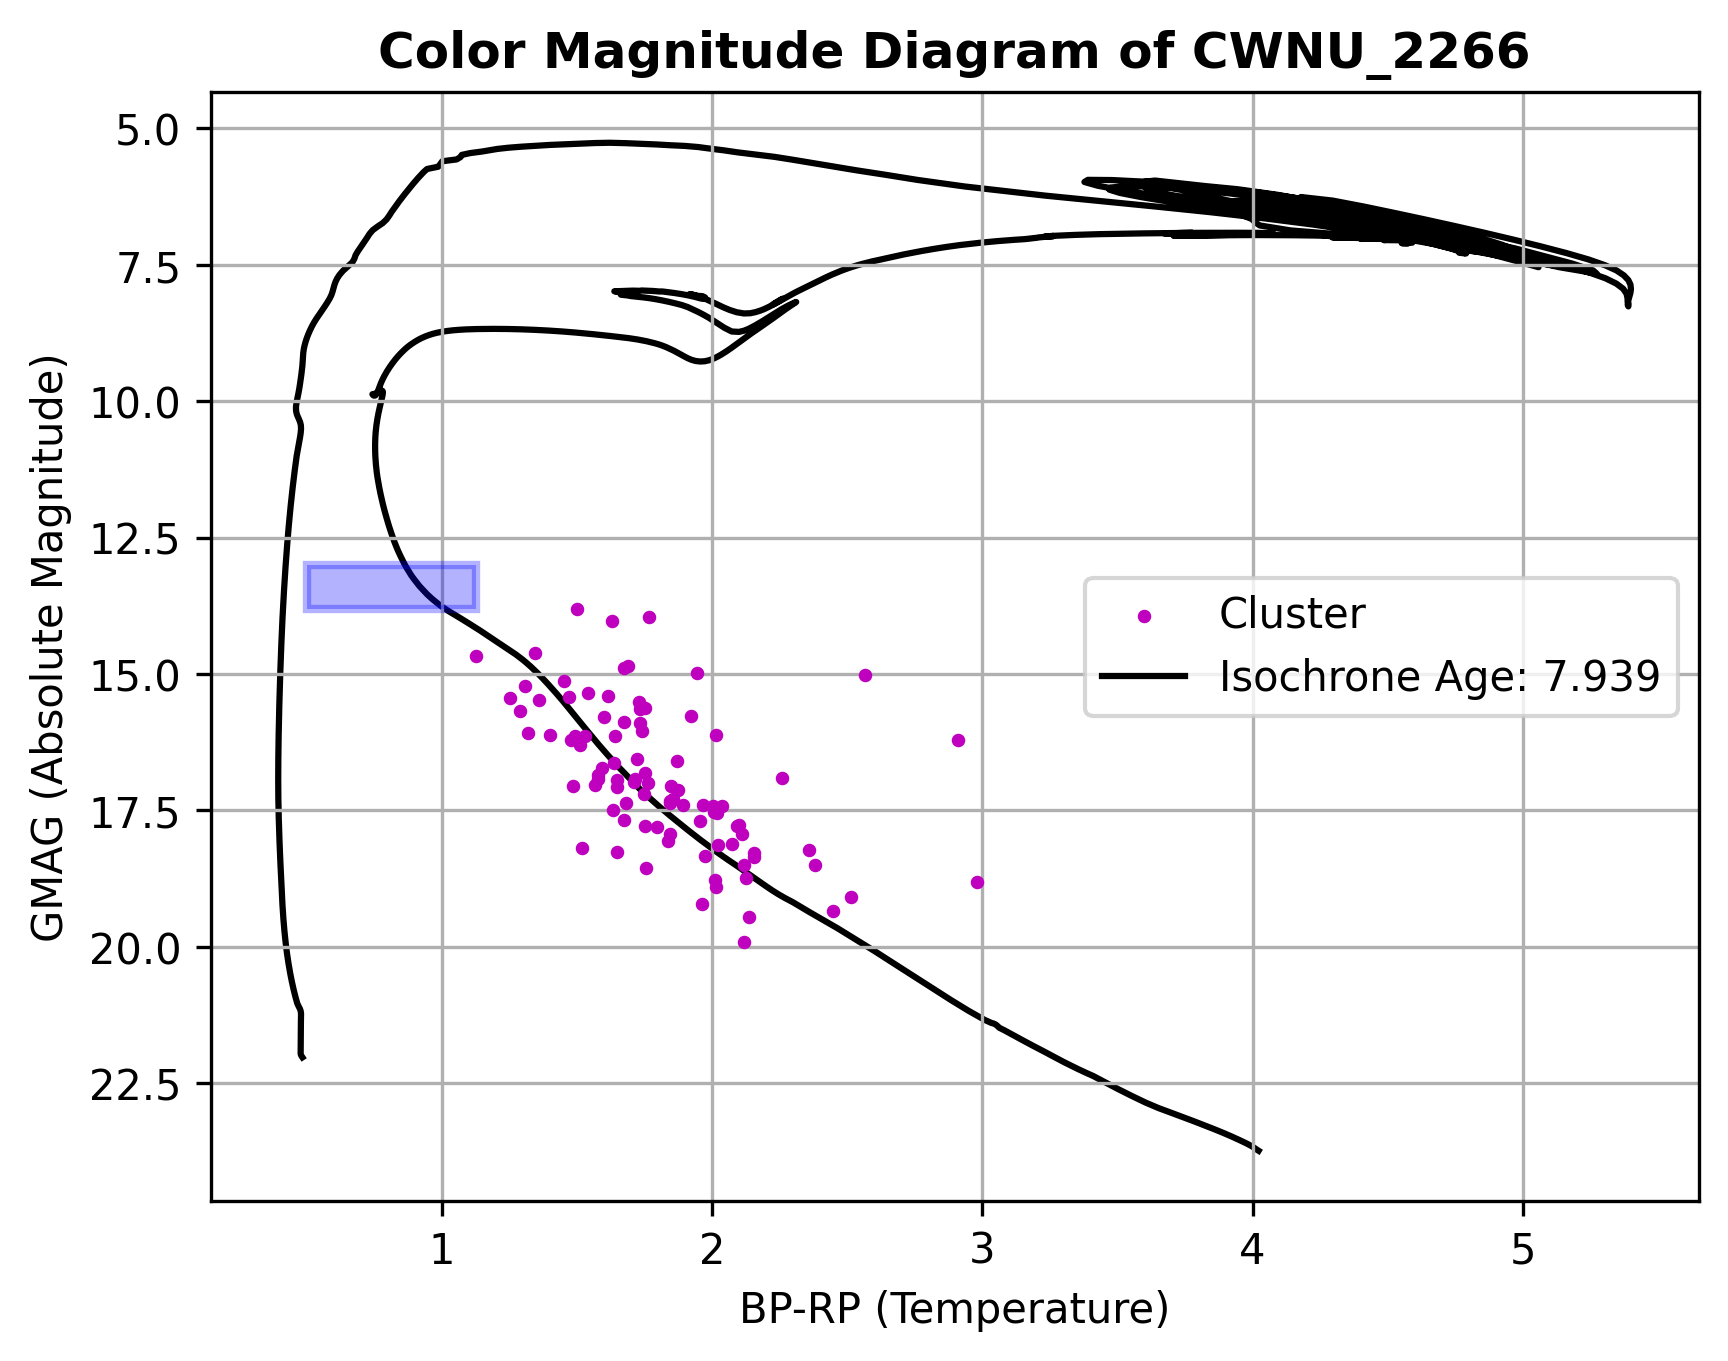 Color Magnitude Diagram of CWNU_2266
GMAG (Absolute Magnitude)
5.0
7.5
10.0
12.5
15.0
17.5
20.0
22.5
Cluster
Isochrone Age: 7.939
1 2 3 4 5
BP-RP (Temperature)